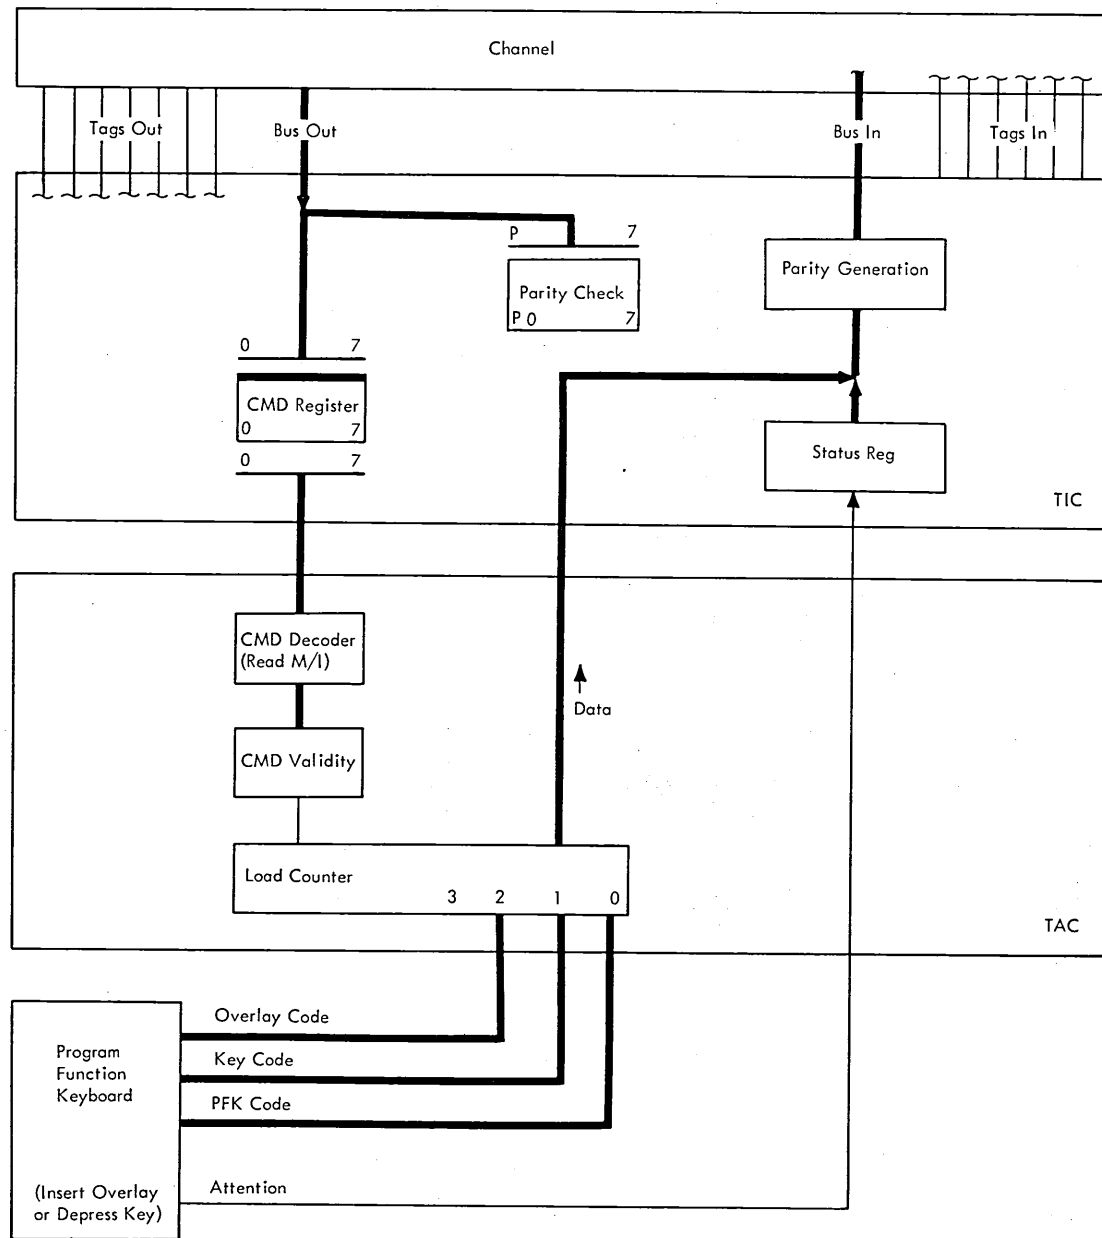 Channel
Tags Out
Bus Out
Bus In
Tags In
P 7
Parity Check
P 0 7
Parity Generation
0 7
CMD Register
0 7
0 7
Status Reg
TIC
CMD Decoder
(Read M/I)
Data
CMD Validity
Load Counter
3 2 1 0
TAC
Overlay Code
Program
Function
Keyboard
Key Code
PFK Code
Attention
(Insert Overlay
or Depress Key)